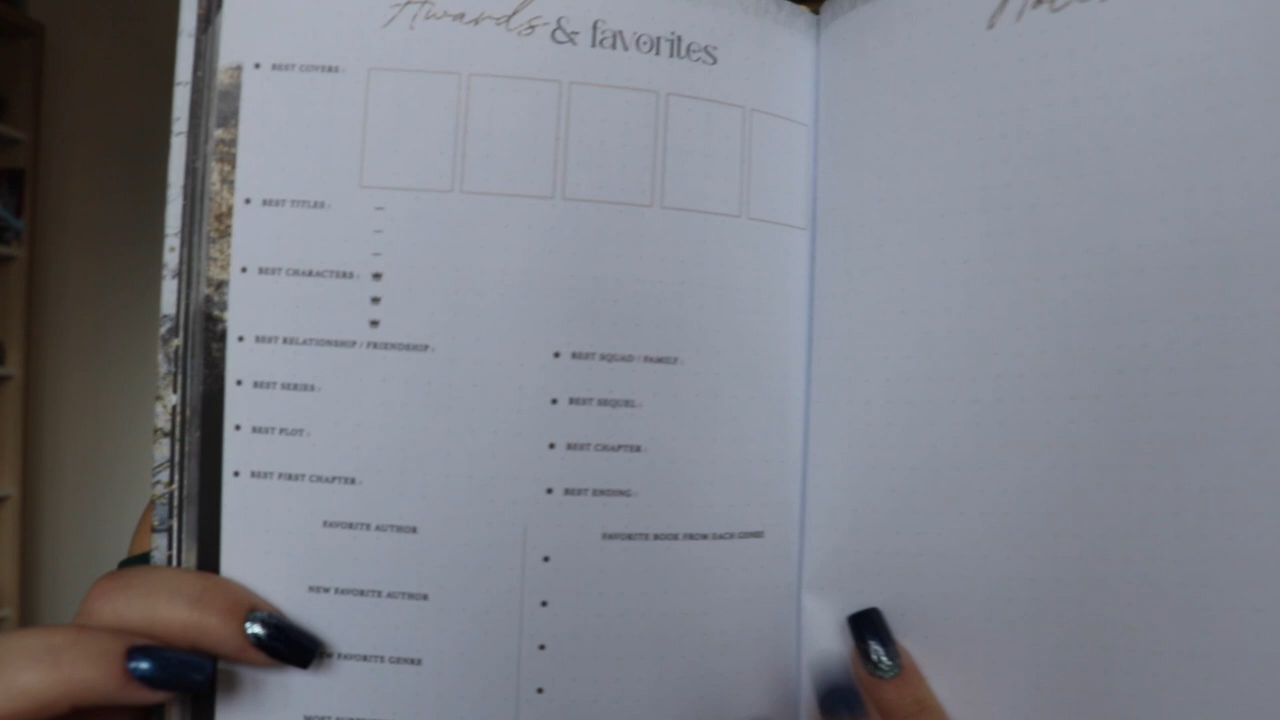 Awards & favorites
BEST COVERS :
BEST TITLES :
BEST CHARACTERS :
BEST RELATIONSHIP / FRIENDSHIP :
BEST SERIES :
BEST PLOT :
BEST FIRST CHAPTER :
BEST SQUAD / FAMILY :
BEST SEQUEL :
BEST CHAPTER :
BEST ENDING :
FAVORITE AUTHOR
NEW FAVORITE AUTHOR
FAVORITE GENRE
FAVORITE BOOK FROM EACH GENRE